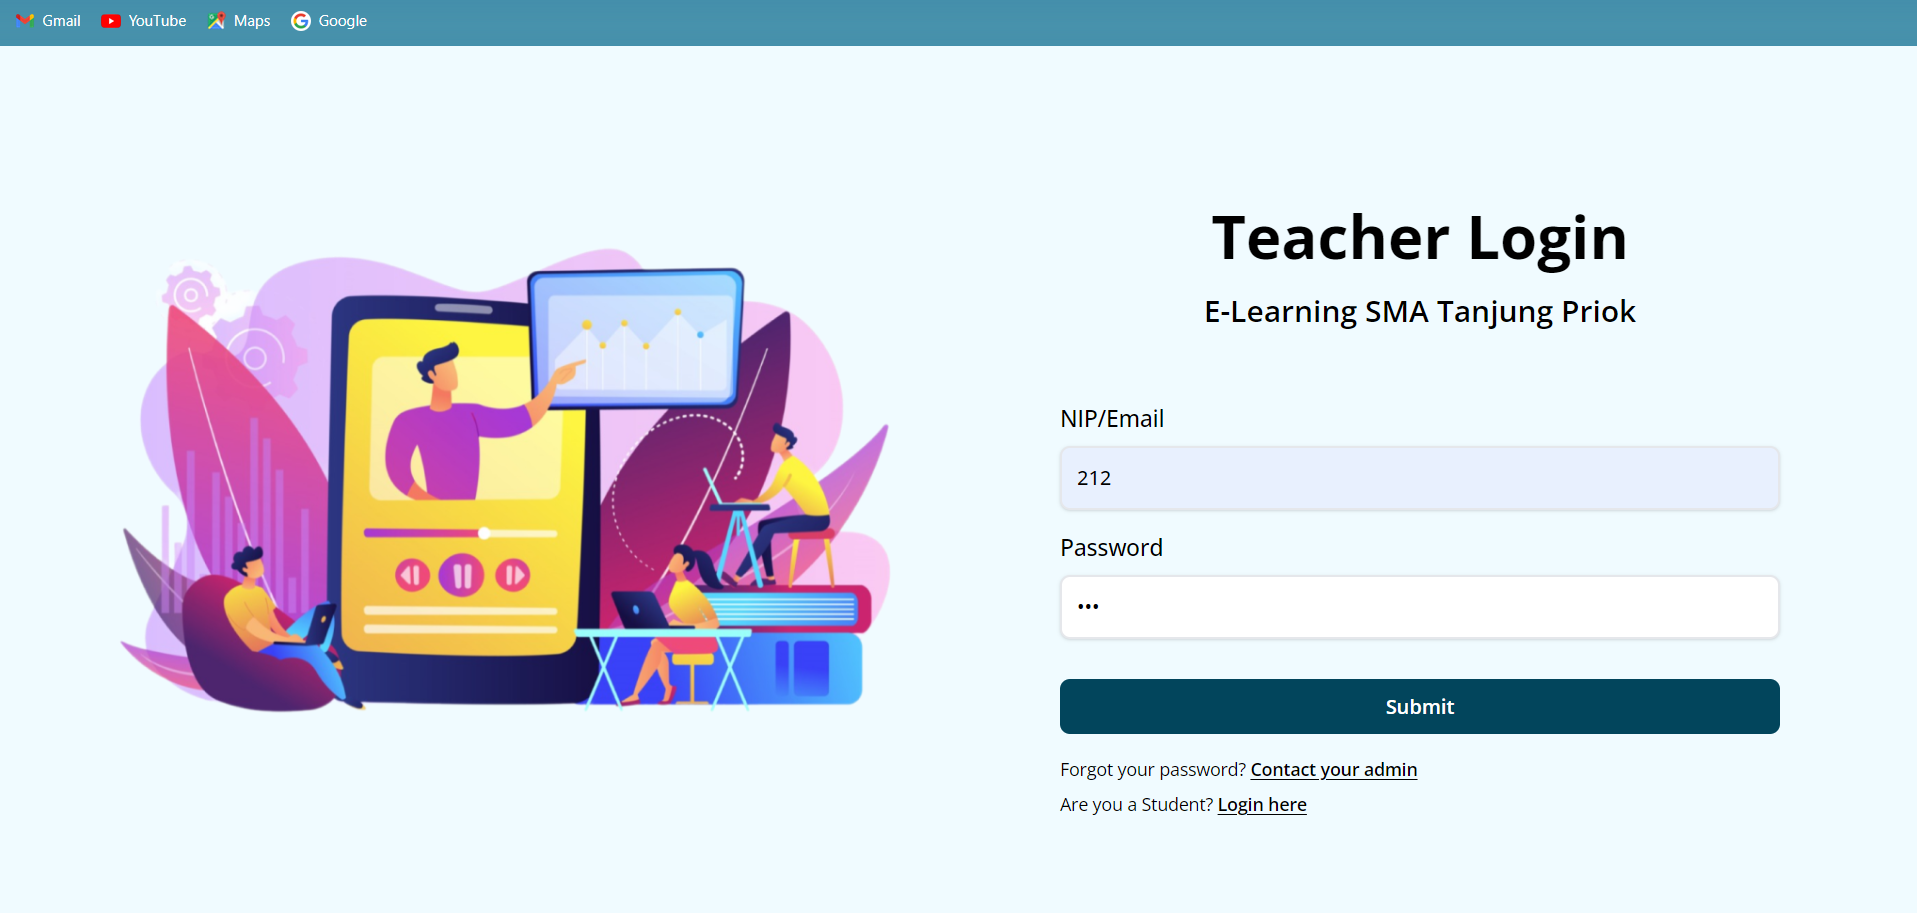 Gmail YouTube Maps Google
Teacher Login
E-Learning SMA Tanjung Priok
NIP/Email
212
Password
•••
Submit
Forgot your password? Contact your admin
Are you a Student? Login here